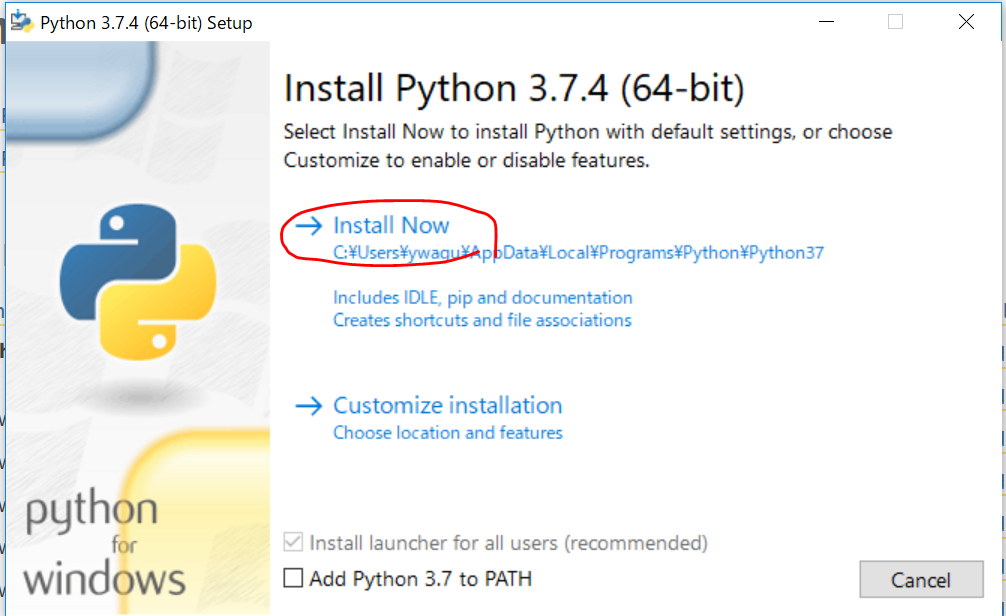 Python 3.7.4 (64-bit) Setup
Install Python 3.7.4 (64-bit)
Select Install Now to install Python with default settings, or choose
Customize to enable or disable features.
Install Now
C:¥Users¥ywagu¥AppData¥Local¥Programs¥Python¥Python37
Includes IDLE, pip and documentation
Creates shortcuts and file associations
Customize installation
Choose location and features
python
for
windows
Install launcher for all users (recommended)
Add Python 3.7 to PATH
Cancel